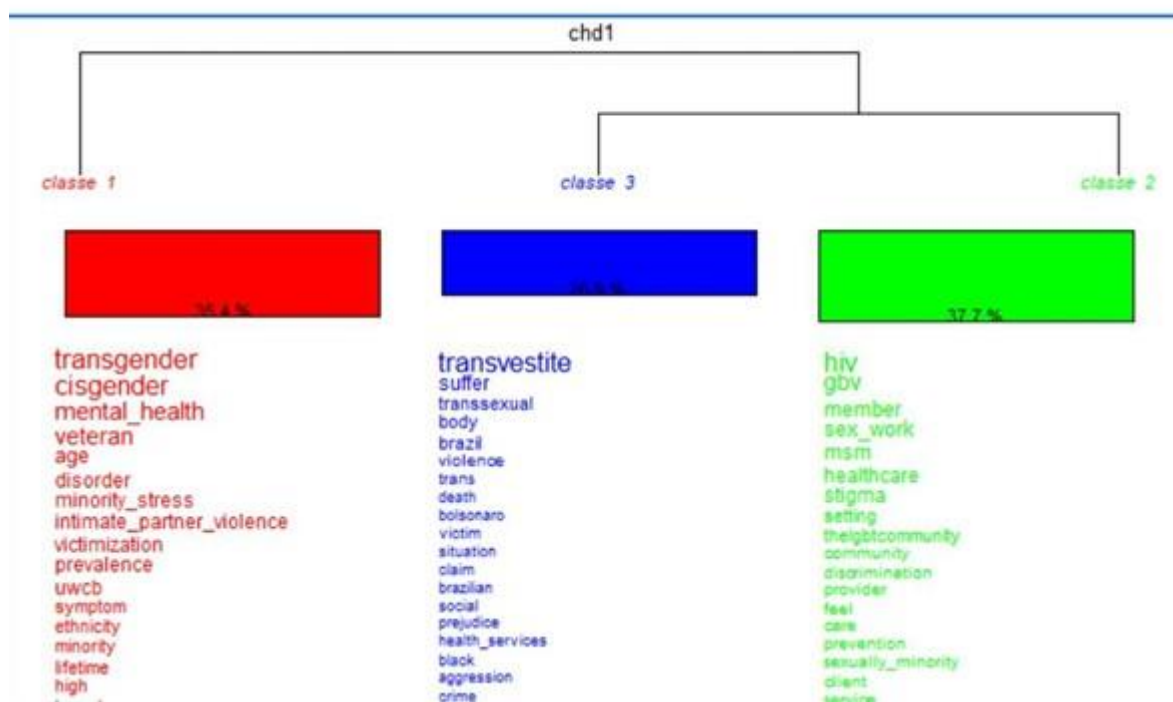 chd1
classe 1
classe 3
classe 2
35.4 %
37.7 %
transgender
cisgender
mental_health
veteran
age
disorder
minority_stress
intimate_partner_violence
victimization
prevalence
uwcb
symptom
ethnicity
minority
lifetime
high
transvestite
suffer
transsexual
body
brazil
violence
trans
death
bolsonaro
victim
situation
claim
brazilian
social
prejudice
health_services
black
aggression
crime
hiv
gbv
member
sex_work
msm
healthcare
stigma
setting
thelgbtcommunity
community
discrimination
provider
feel
care
prevention
sexually_minority
client
service